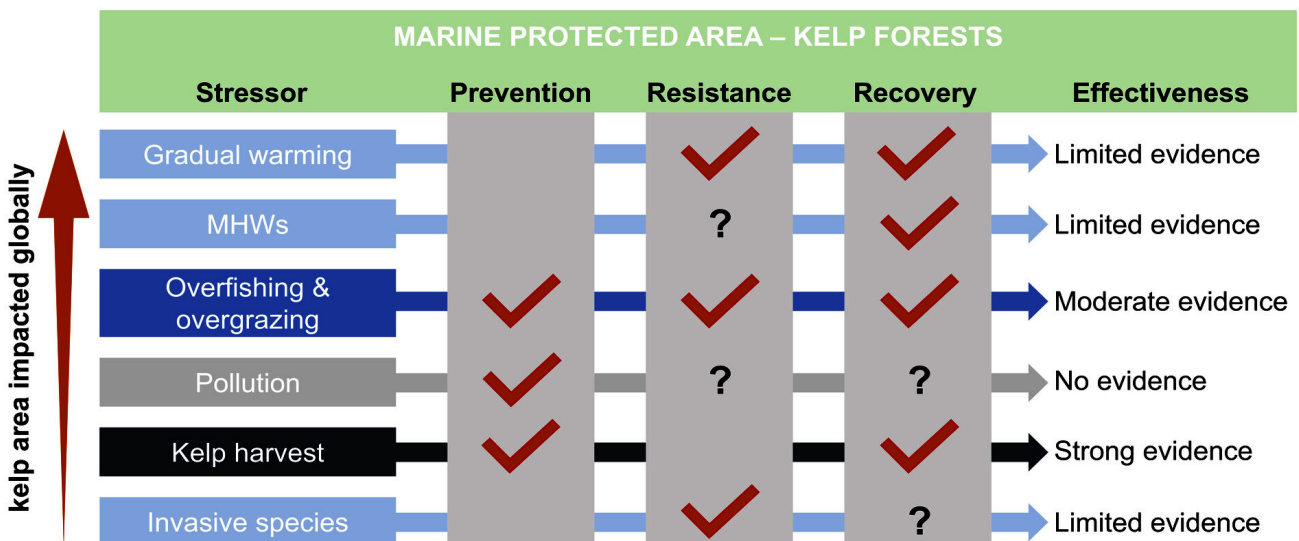 MARINE PROTECTED AREA – KELP FORESTS
Stressor Prevention Resistance Recovery Effectiveness
kelp area impacted globally
Gradual warming Limited evidence
MHWs ? Limited evidence
Overfishing &
overgrazing Moderate evidence
Pollution ? ? No evidence
Kelp harvest Strong evidence
Invasive species ? Limited evidence